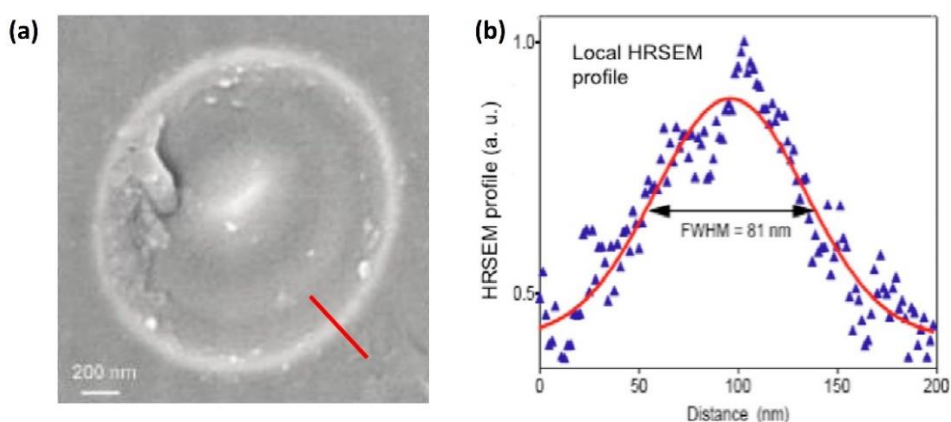 (a)
200 nm
(b)
Local HRSEM
profile
HRSEM profile (a. u.)
1.0
0.5
FWHM = 81 nm
0
50
100
150
200
Distance (nm)